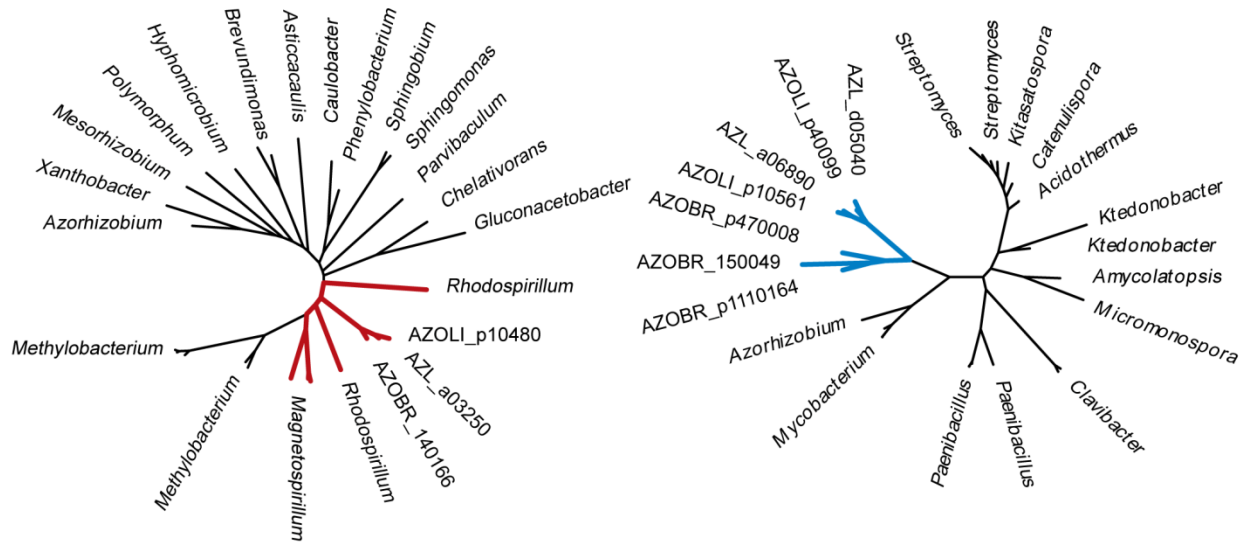 Brevundimonas
Asticcacaulis
Caulobacter
Phenylobacterium
Sphingobium
Sphingomonas
Parvibaculum
Chelativorans
Gluconacetobacter
Hyphomicrobium
Polymorphum
Mesorhizobium
Xanthobacter
Azorhizobium
Rhodospirillum
AZOLI_p10480
AZL_a03250
AZOBR_140166
Rhodospirillum
Magnetospirillum
Methylobacterium
Methylobacterium
Streptomyces
Streptomyces
Kitasatospora
Catenulispora
Acidothermus
Ktedonobacter
Ktedonobacter
Amycolatopsis
Micromonospora
Clavibacter
Paenibacillus
Paenibacillus
Mycobacterium
Azorhizobium
AZOBR_p1110164
AZOBR_150049
AZOBR_p470008
AZOLI_p10561
AZL_a06890
AZOLI_p40099
AZL_d05040